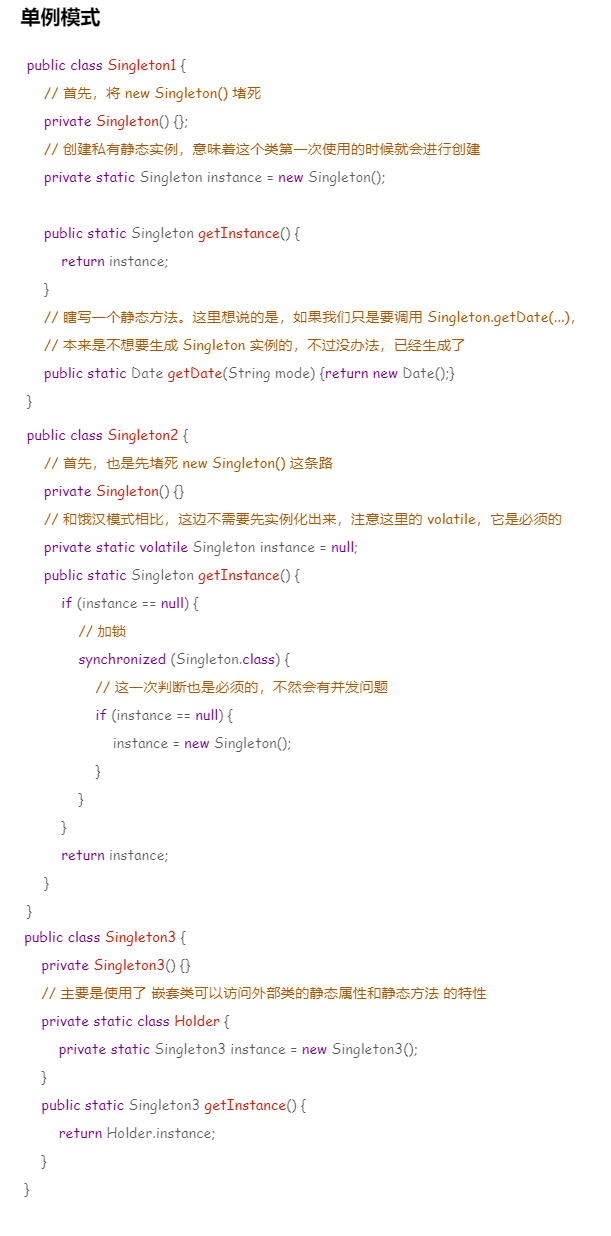 单例模式
public class Singleton1 {
// 首先，将 new Singleton() 堵死
private Singleton() {};
// 创建私有静态实例，意味着这个类第一次使用的时候就会进行创建
private static Singleton instance = new Singleton();
public static Singleton getInstance() {
return instance;
}
// 瞎写一个静态方法。这里想说的是，如果我们只是要调用 Singleton.getDate(...)，
// 本来是不想要生成 Singleton 实例的，不过没办法，已经生成了
public static Date getDate(String mode) {return new Date();}
}
public class Singleton2 {
// 首先，也是先堵死 new Singleton() 这条路
private Singleton() {}
// 和饿汉模式相比，这边不需要先实例化出来，注意这里的 volatile，它是必须的
private static volatile Singleton instance = null;
public static Singleton getInstance() {
if (instance == null) {
// 加锁
synchronized (Singleton.class) {
// 这一次判断也是必须的，不然会有并发问题
if (instance == null) {
instance = new Singleton();
}
}
}
return instance;
}
}
public class Singleton3 {
private Singleton3() {}
// 主要是使用了 嵌套类可以访问外部类的静态属性和静态方法 的特性
private static class Holder {
private static Singleton3 instance = new Singleton3();
}
public static Singleton3 getInstance() {
return Holder.instance;
}
}